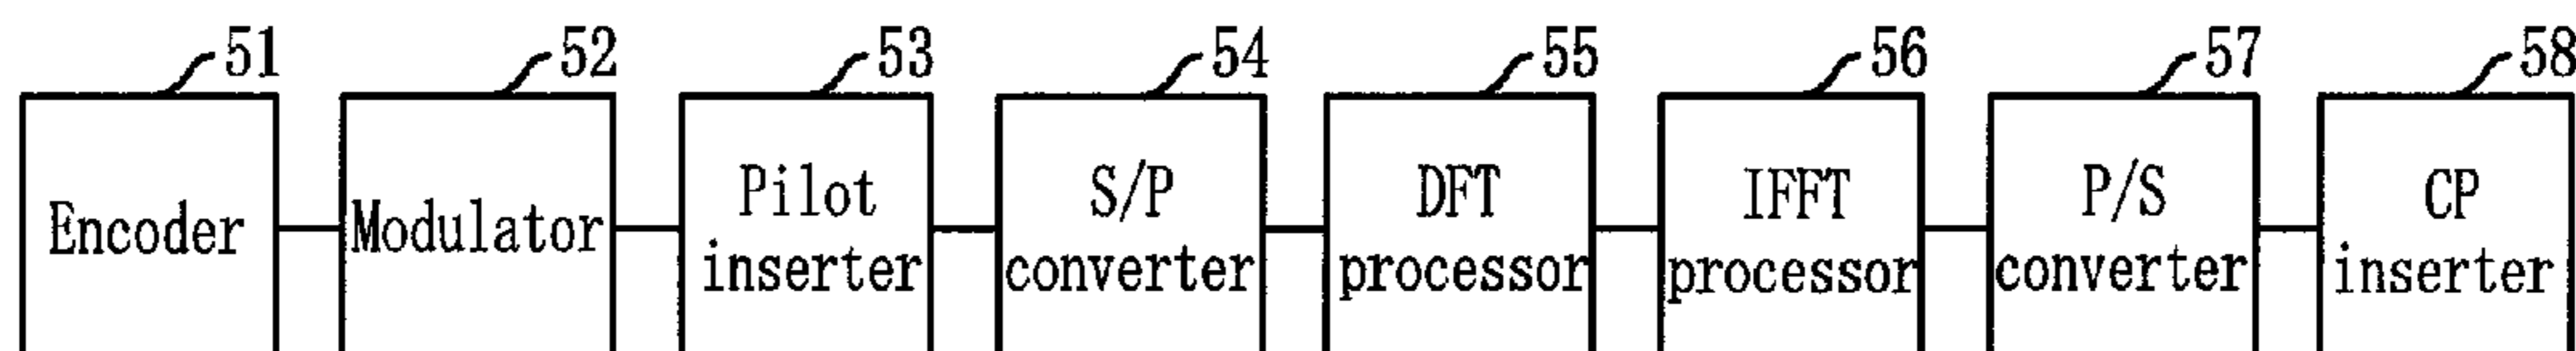 51 52 53 54 55 56 57 58
Encoder
Modulator
Pilot
inserter
S/P
converter
DFT
processor
IFFT
processor
P/S
converter
CP
inserter